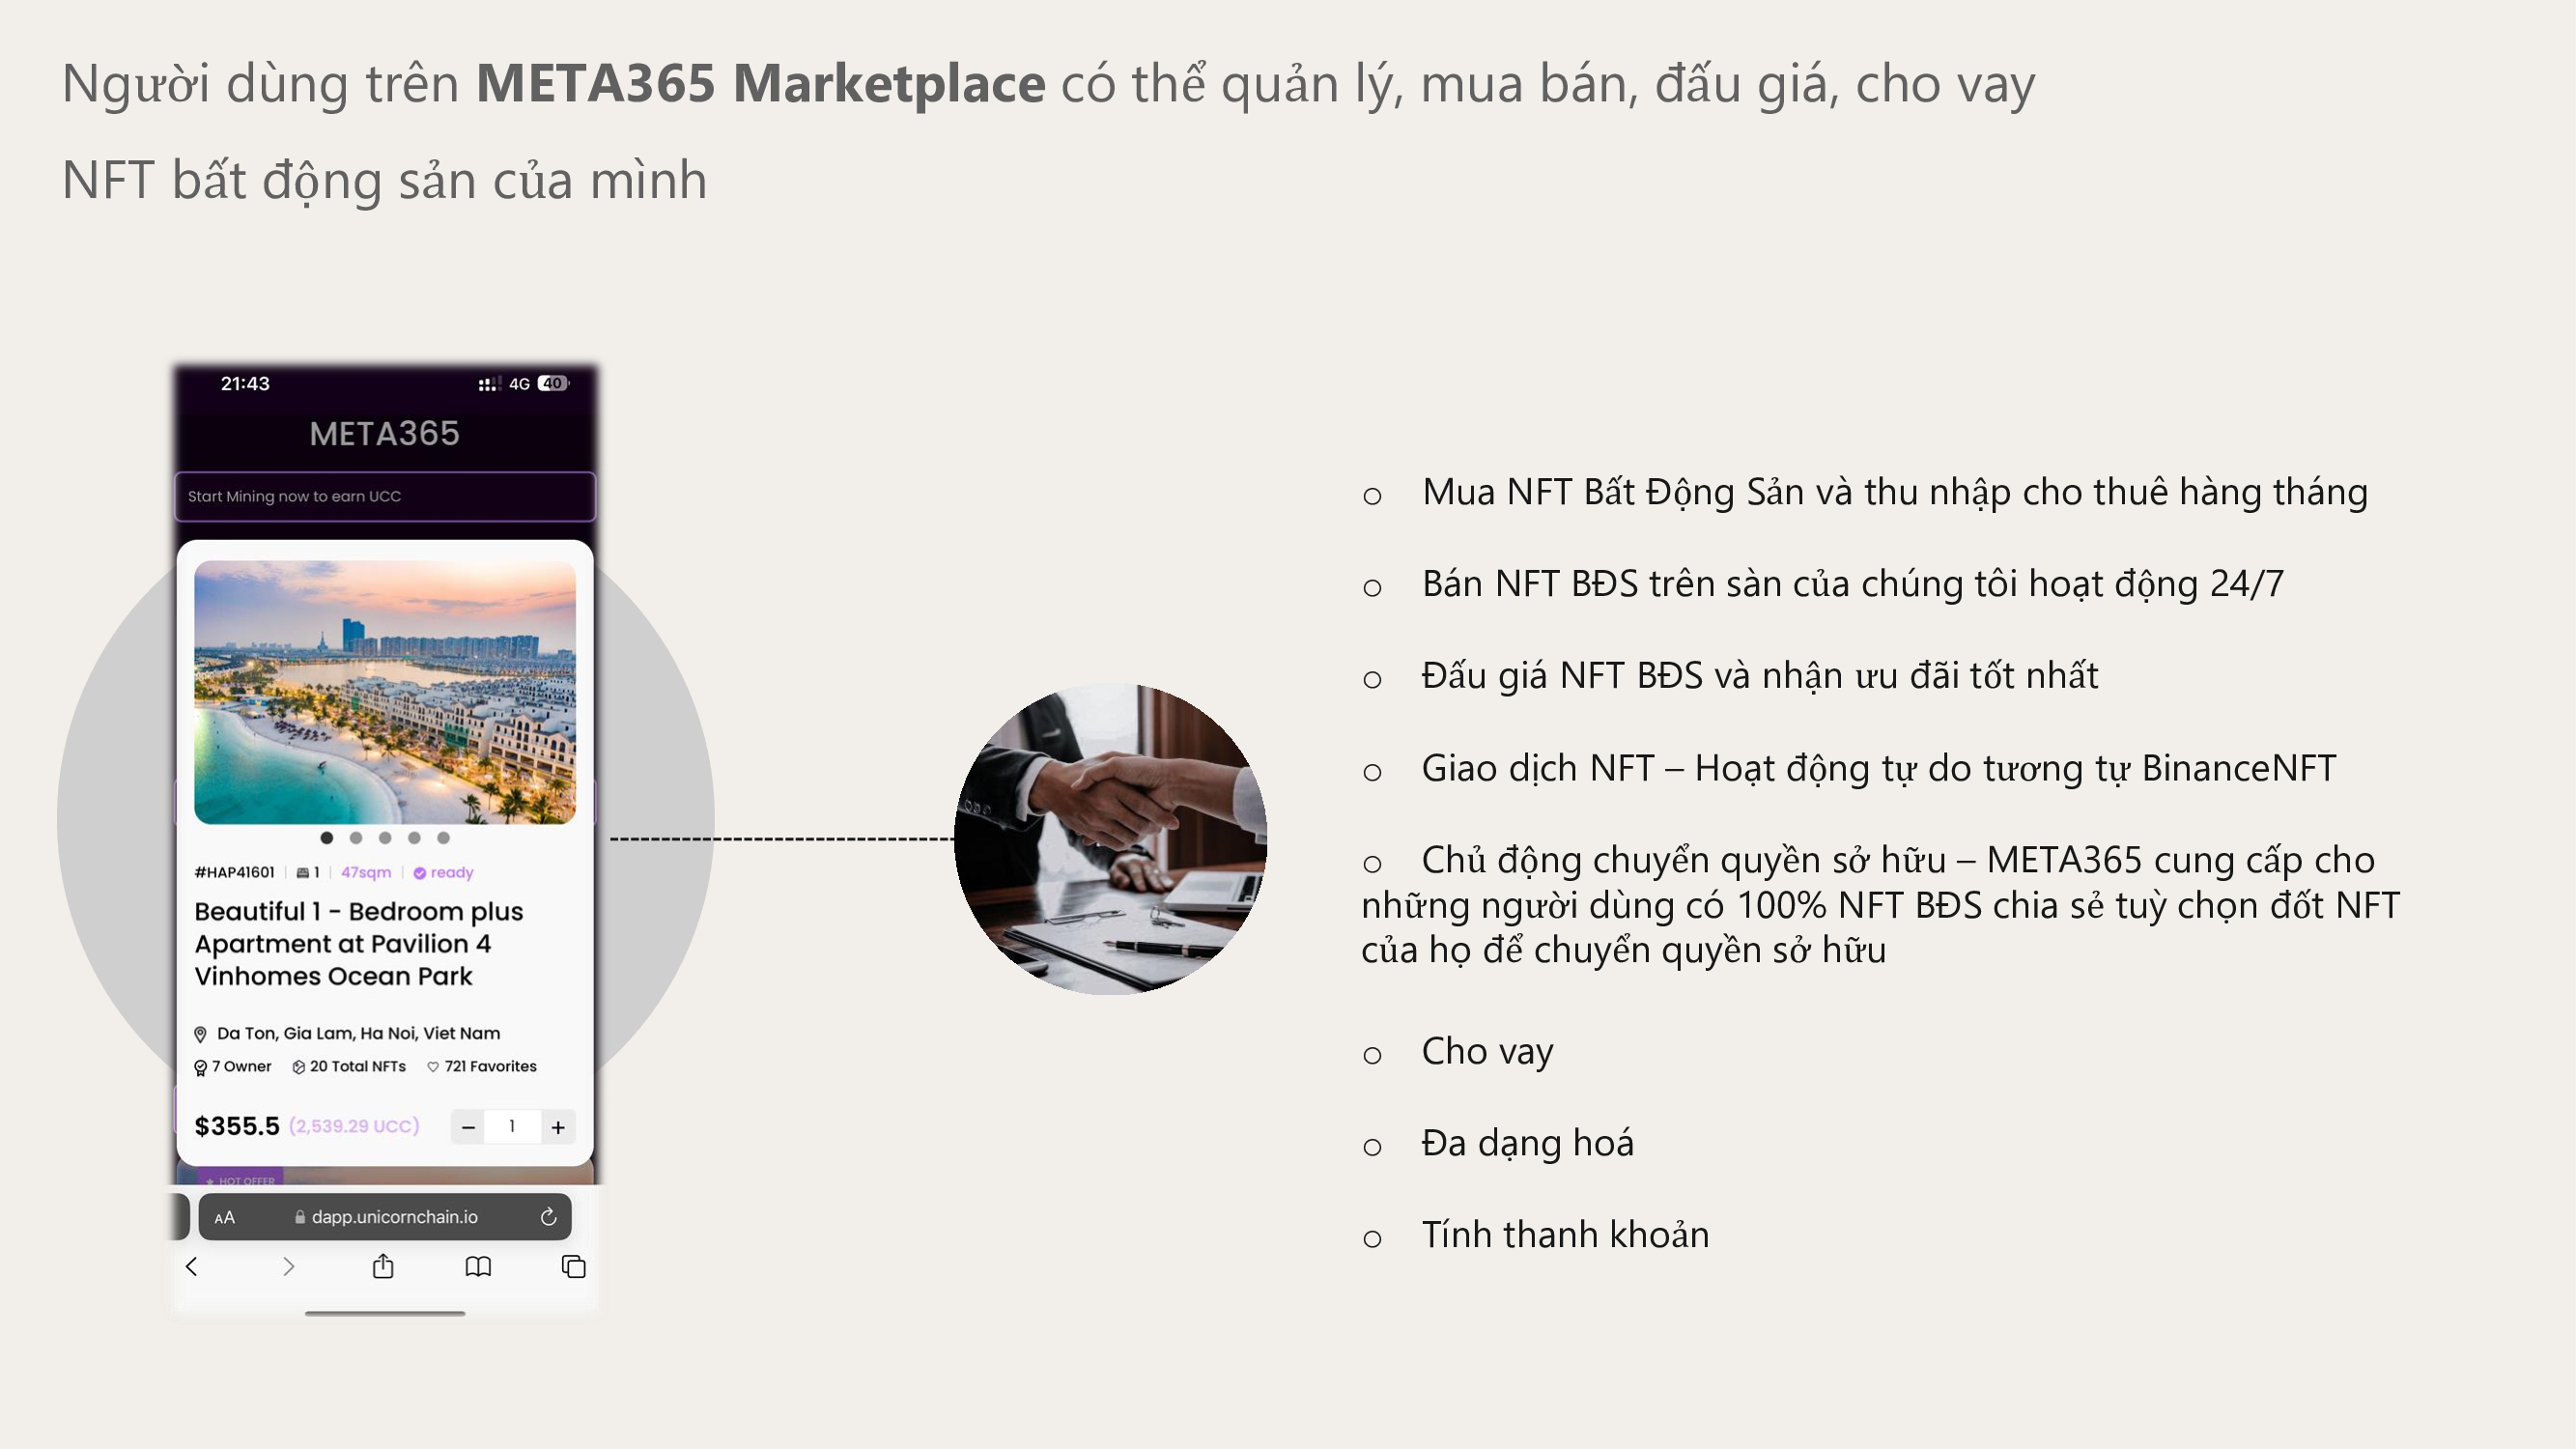 Người dùng trên META365 Marketplace có thể quản lý, mua bán, đấu giá, cho vay
NFT bất động sản của mình
21:43
4G 40
META365
Start Mining now to earn UCC
#HAP41601 | 1 | 47sqm | ready
Beautiful 1 - Bedroom plus
Apartment at Pavilion 4
Vinhomes Ocean Park
Da Ton, Gia Lam, Ha Noi, Viet Nam
7 Owner 20 Total NFTs 721 Favorites
$355.5 (2,539.29 UCC) − 1 +
HOT OFFER
AA dapp.unicornchain.io
o Mua NFT Bất Động Sản và thu nhập cho thuê hàng tháng
o Bán NFT BĐS trên sàn của chúng tôi hoạt động 24/7
o Đấu giá NFT BĐS và nhận ưu đãi tốt nhất
o Giao dịch NFT – Hoạt động tự do tương tự BinanceNFT
o Chủ động chuyển quyền sở hữu – META365 cung cấp cho
những người dùng có 100% NFT BĐS chia sẻ tuỳ chọn đốt NFT
của họ để chuyển quyền sở hữu
o Cho vay
o Đa dạng hoá
o Tính thanh khoản